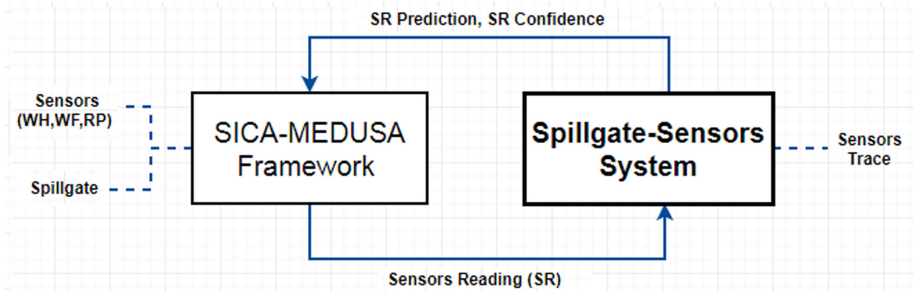 SR Prediction, SR Confidence
Sensors
(WH,WF,RP)
Spillgate
SICA-MEDUSA
Framework
Spillgate-Sensors
System
Sensors
Trace
Sensors Reading (SR)